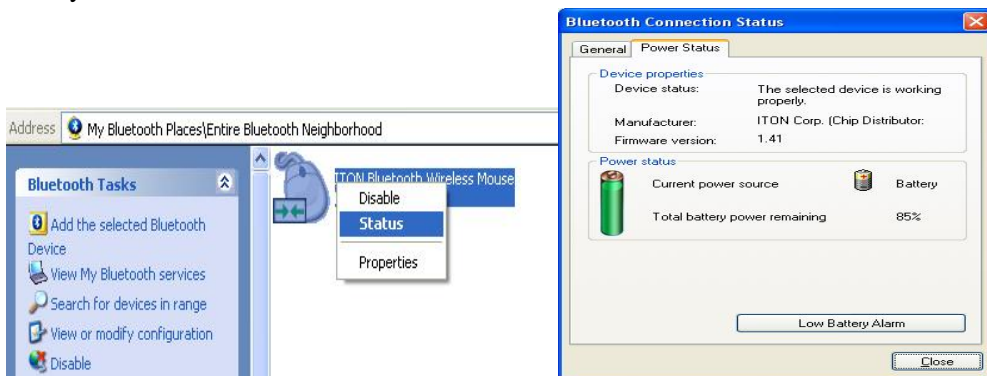 Address My Bluetooth Places\Entire Bluetooth Neighborhood
Bluetooth Tasks
Add the selected Bluetooth
Device
View My Bluetooth services
Search for devices in range
View or modify configuration
Disable
ITON Bluetooth Wireless Mouse
Disable
Status
Properties
Bluetooth Connection Status
General Power Status
Device properties
Device status: The selected device is working
properly.
Manufacturer: ITON Corp. (Chip Distributor:
Firmware version: 1.41
Power status
Current power source Battery
Total battery power remaining 85%
Low Battery Alarm
Close